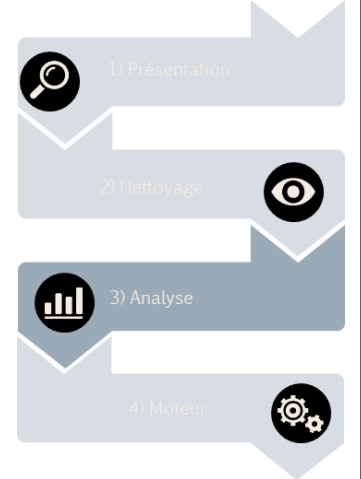 1) Présentation
2) Nettoyage
3) Analyse
4) Moteur